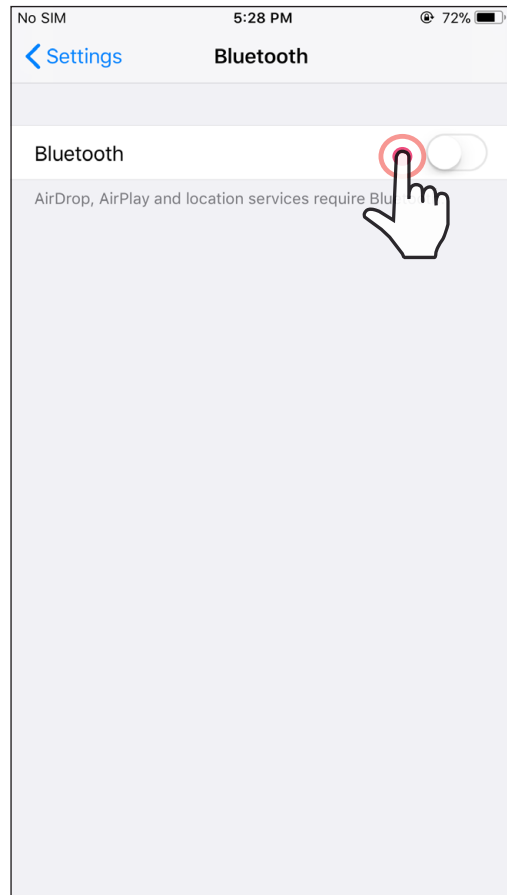 No SIM 5:28 PM 72%
Settings Bluetooth
Bluetooth
AirDrop, AirPlay and location services require